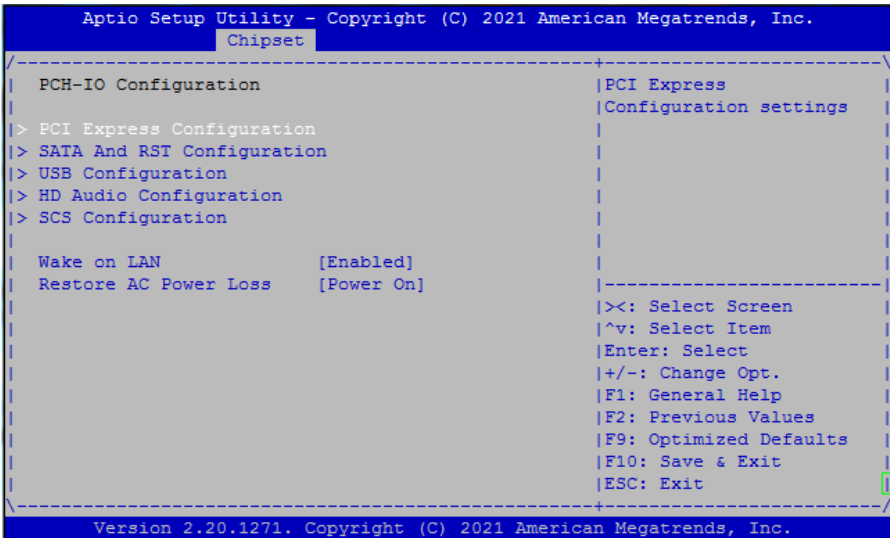 Aptio Setup Utility - Copyright (C) 2021 American Megatrends, Inc.
Chipset
/----------------------------------------------------+-------------------------\
| PCH-IO Configuration |PCI Express |
| |Configuration settings |
|> PCI Express Configuration | |
|> SATA And RST Configuration | |
|> USB Configuration | |
|> HD Audio Configuration | |
|> SCS Configuration | |
| | |
| Wake on LAN [Enabled] | |
| Restore AC Power Loss [Power On] |-------------------------|
| |><: Select Screen |
| |^v: Select Item |
| |Enter: Select |
| |+/-: Change Opt. |
| |F1: General Help |
| |F2: Previous Values |
| |F9: Optimized Defaults |
| |F10: Save & Exit |
| |ESC: Exit |
\----------------------------------------------------+-------------------------/
Version 2.20.1271. Copyright (C) 2021 American Megatrends, Inc.